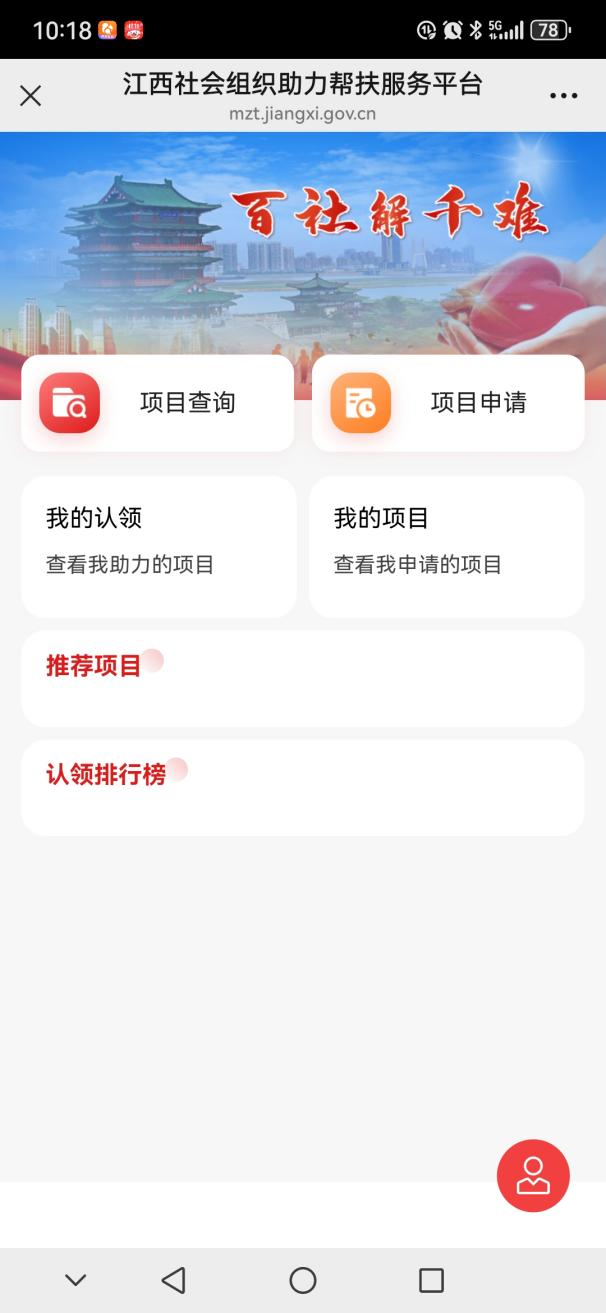 10:18
5G
78
江西社会组织助力帮扶服务平台
mzt.jiangxi.gov.cn
百社解千难
项目查询
项目申请
我的认领
我的项目
查看我助力的项目
查看我申请的项目
推荐项目
认领排行榜